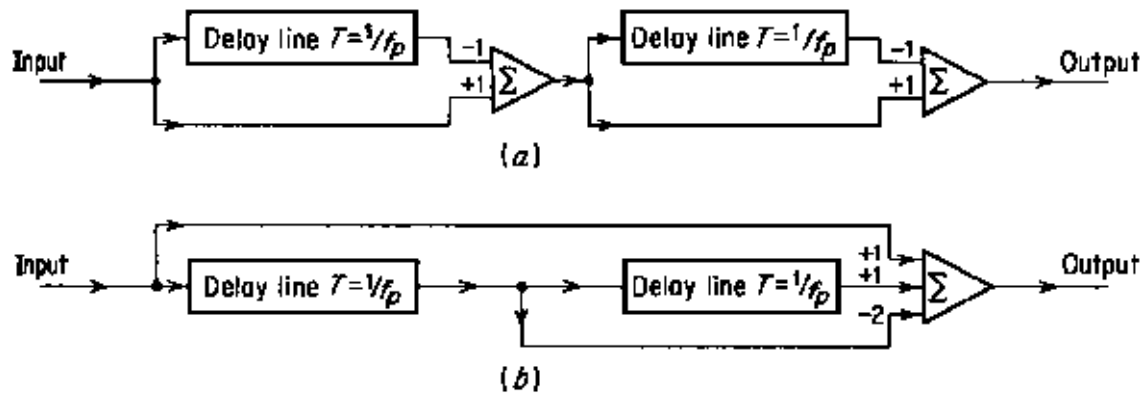 Input
Delay line T=1/fp
-1
+1
Σ
Delay line T=1/fp
-1
+1
Σ
Output
(a)
Input
Delay line T=1/fp
Delay line T=1/fp
+1
+1
-2
Σ
Output
(b)